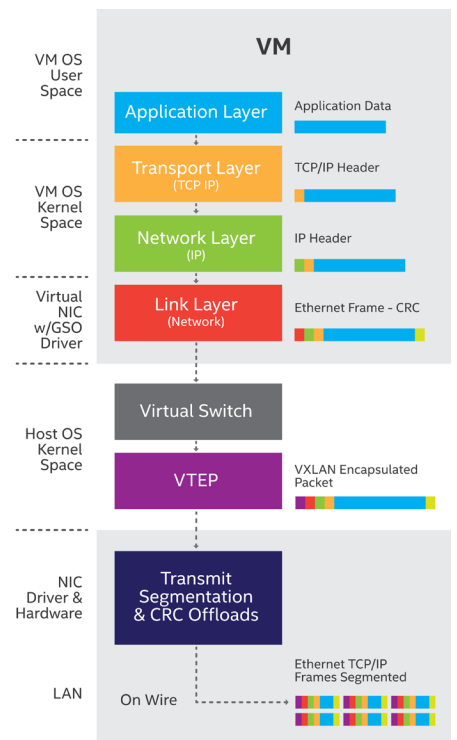 VM
VM OS
User
Space
Application Layer
Application Data
VM OS
Kernel
Space
Transport Layer
(TCP IP)
TCP/IP Header
Network Layer
(IP)
IP Header
Virtual
NIC
w/GSO
Driver
Link Layer
(Network)
Ethernet Frame - CRC
Host OS
Kernel
Space
Virtual Switch
VTEP
VXLAN Encapsulated
Packet
NIC
Driver &
Hardware
Transmit
Segmentation
& CRC Offloads
LAN
On Wire
Ethernet TCP/IP
Frames Segmented